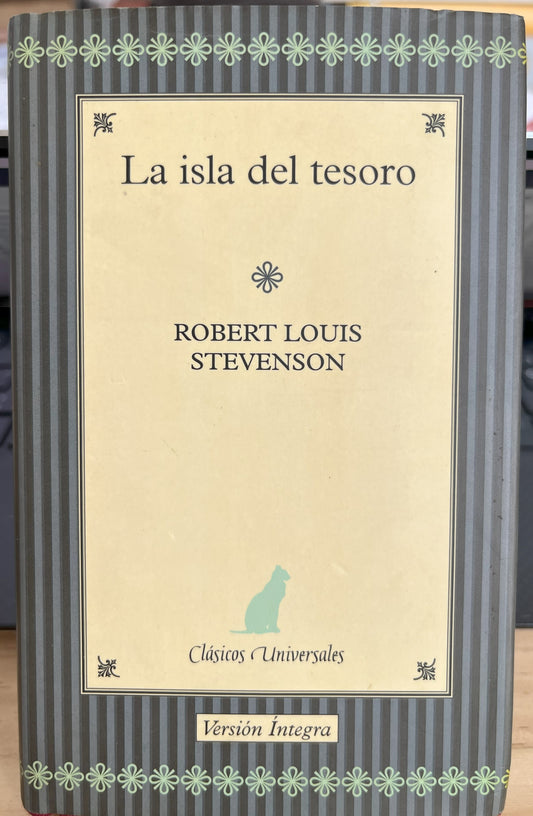 La isla del tesoro
ROBERT LOUIS
STEVENSON
Clásicos Universales
Versión Íntegra